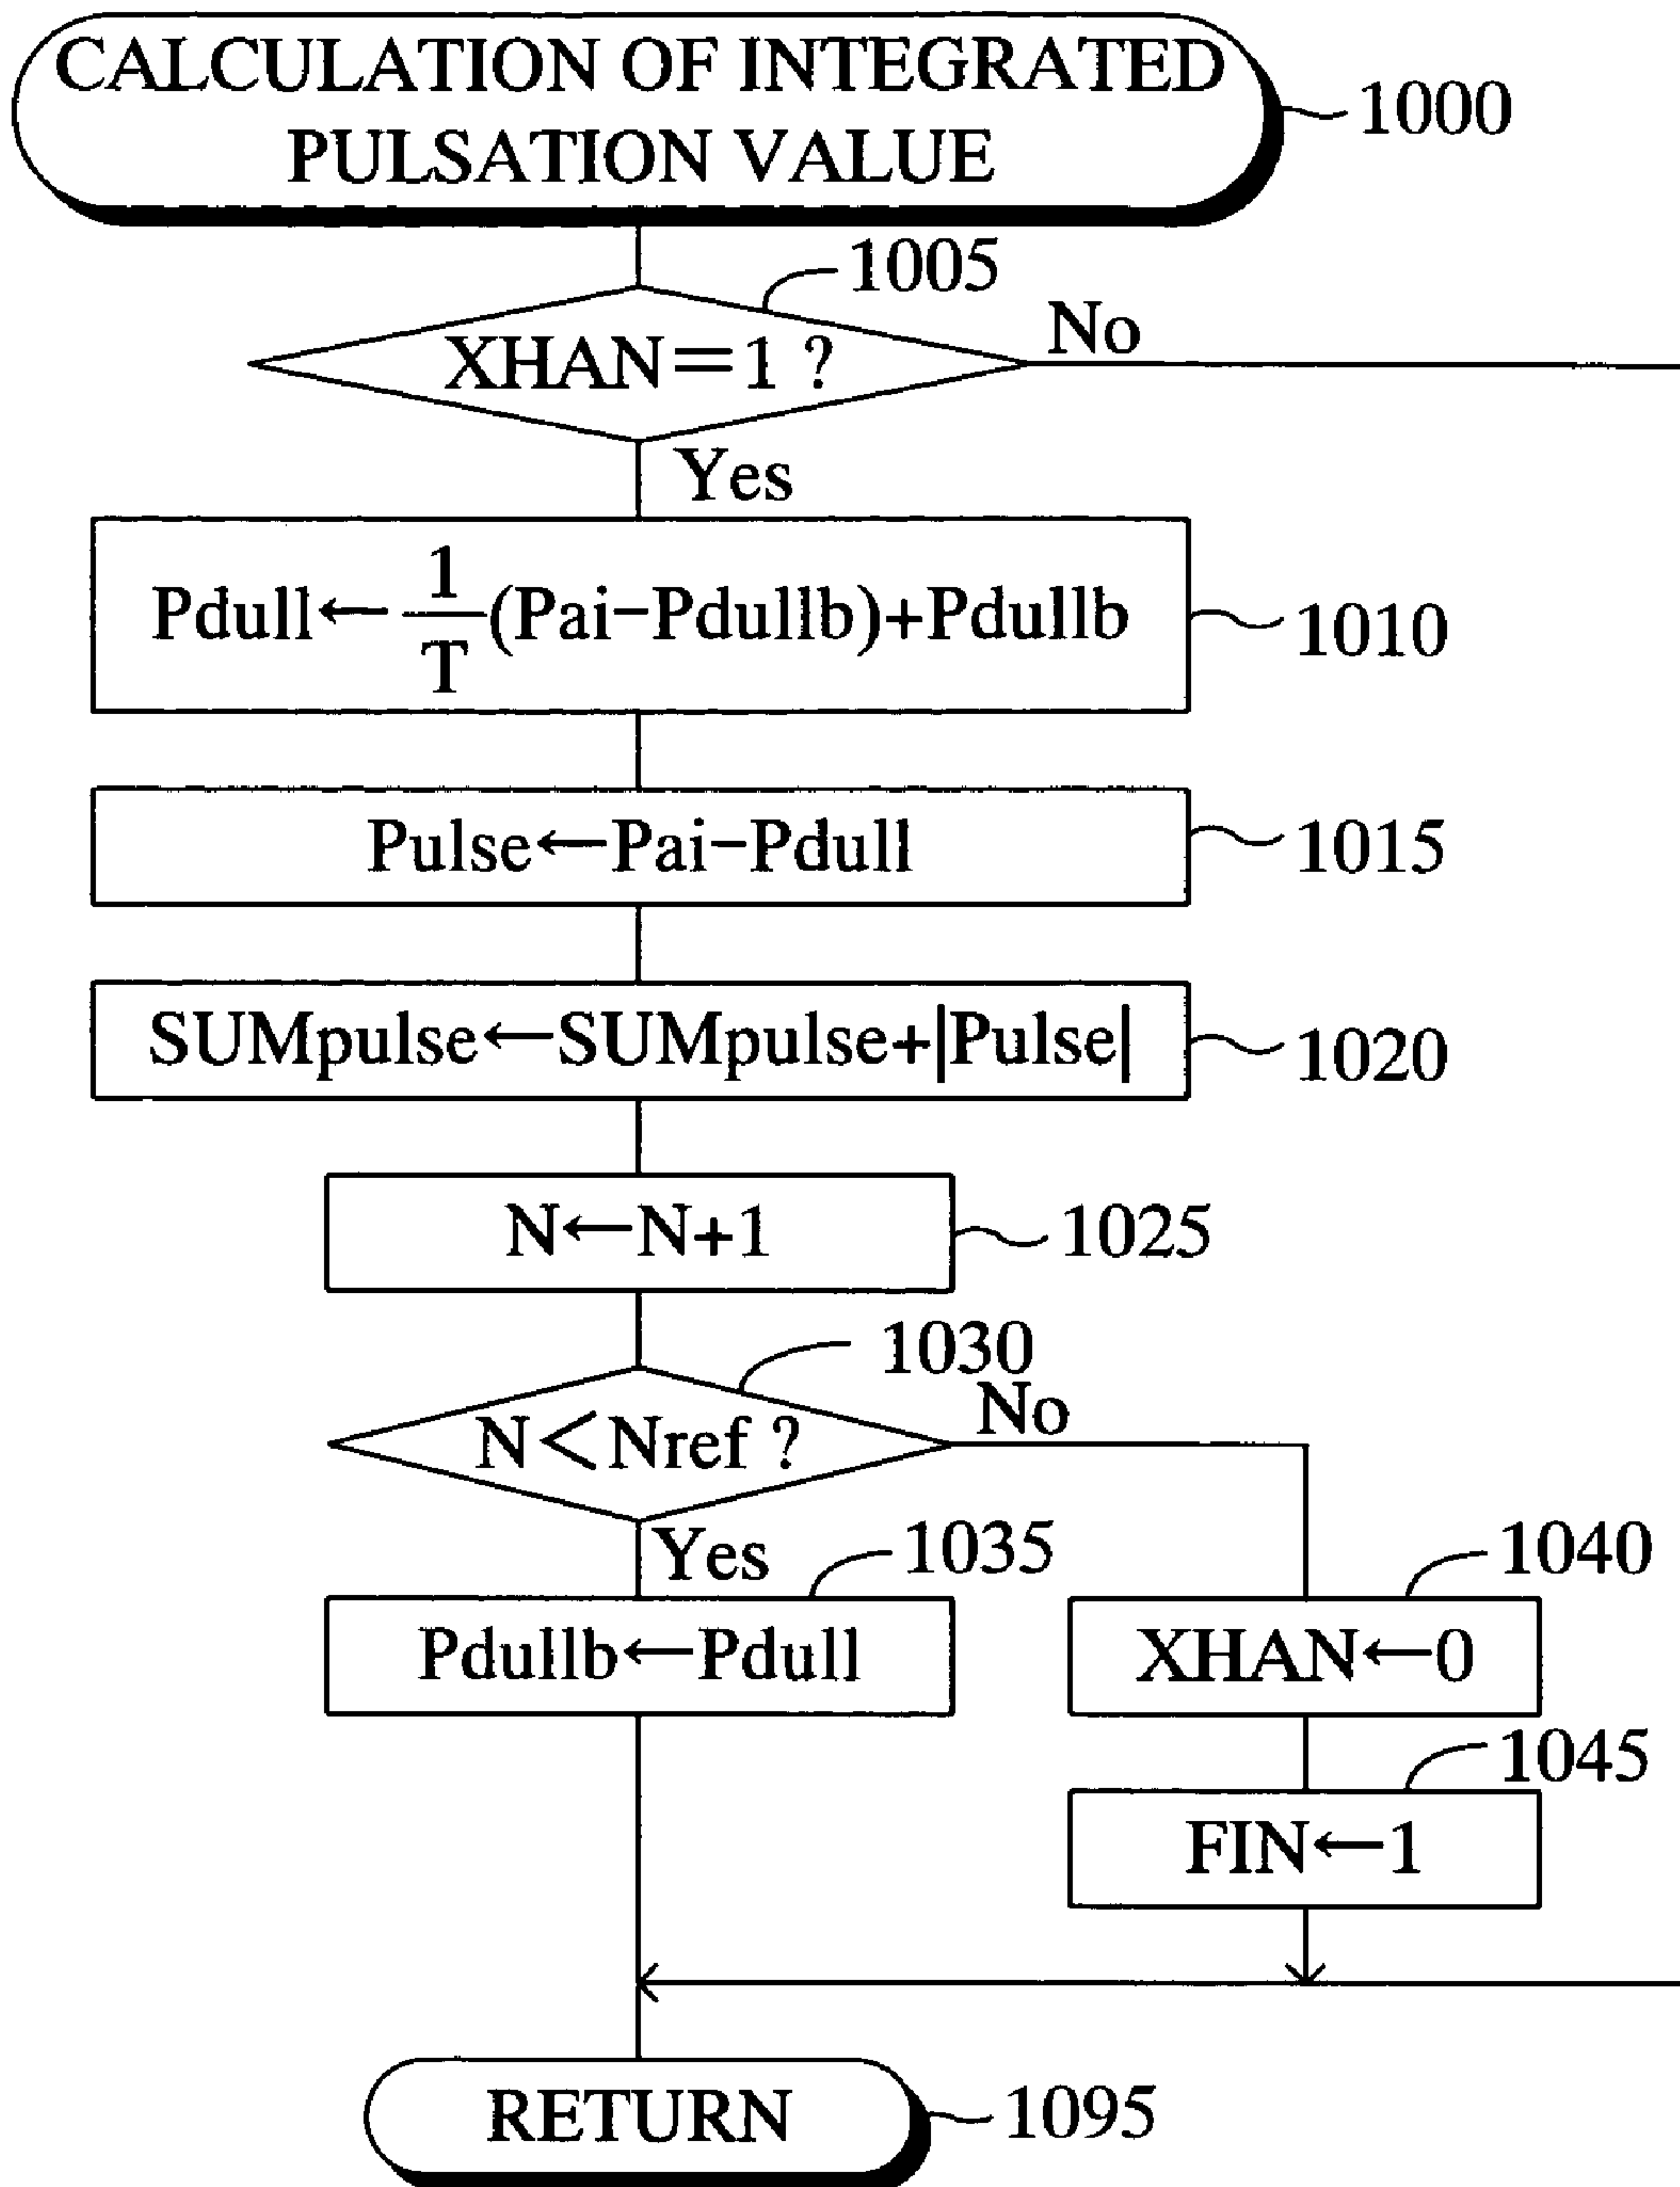 CALCULATION OF INTEGRATED
PULSATION VALUE
1000
1005
XHAN=1 ?
No
Yes
Pdull←1/T(Pai-Pdullb)+Pdullb
1010
Pulse←Pai-Pdull
1015
SUMpulse←SUMpulse+|Pulse|
1020
N←N+1
1025
1030
N<Nref ?
No
Yes
1035
Pdullb←Pdull
1040
XHAN←0
1045
FIN←1
RETURN
1095